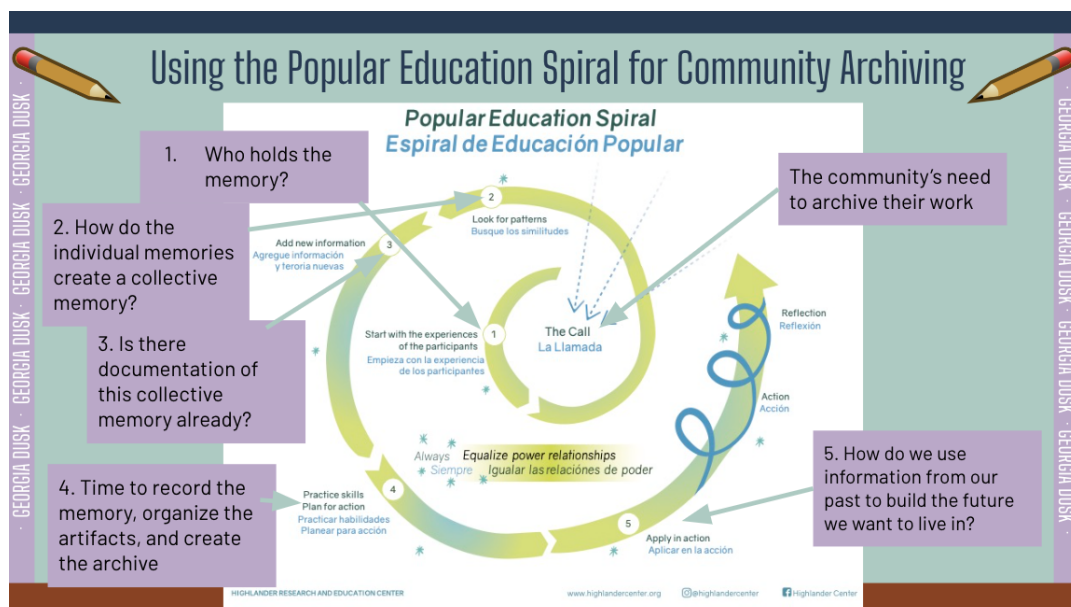 Using the Popular Education Spiral for Community Archiving
Popular Education Spiral
Espiral de Educación Popular
1. Who holds the
memory?
The community's need
to archive their work
2. How do the
individual memories
create a collective
memory?
3. Is there
documentation of
this collective
memory already?
4. Time to record the
memory, organize the
artifacts, and create
the archive
5. How do we use
information from our
past to build the future
we want to live in?
The Call
La Llamada
1
Start with the experiences
of the participants
Empieza con la experiencia
de los participantes
2
Look for patterns
Busque los similitudes
3
Add new information
Agregue información
y teroria nuevas
4
Practice skills
Plan for action
Practicar habilidades
Planear para acción
5
Apply in action
Aplicar en la acción
Action
Acción
Reflection
Reflexión
Always Equalize power relationships
Siempre Igualar las relaciónes de poder
HIGHLANDER RESEARCH AND EDUCATION CENTER
www.highlandercenter.org
@highlandercenter
Highlander Center
· GEORGIA DUSK · GEORGIA DUSK · GEORGIA DUSK · GEORGIA DUSK ·
· GEORGIA DUSK · GEORGIA DUSK · GEORGIA DUSK · GEORGIA DUSK ·